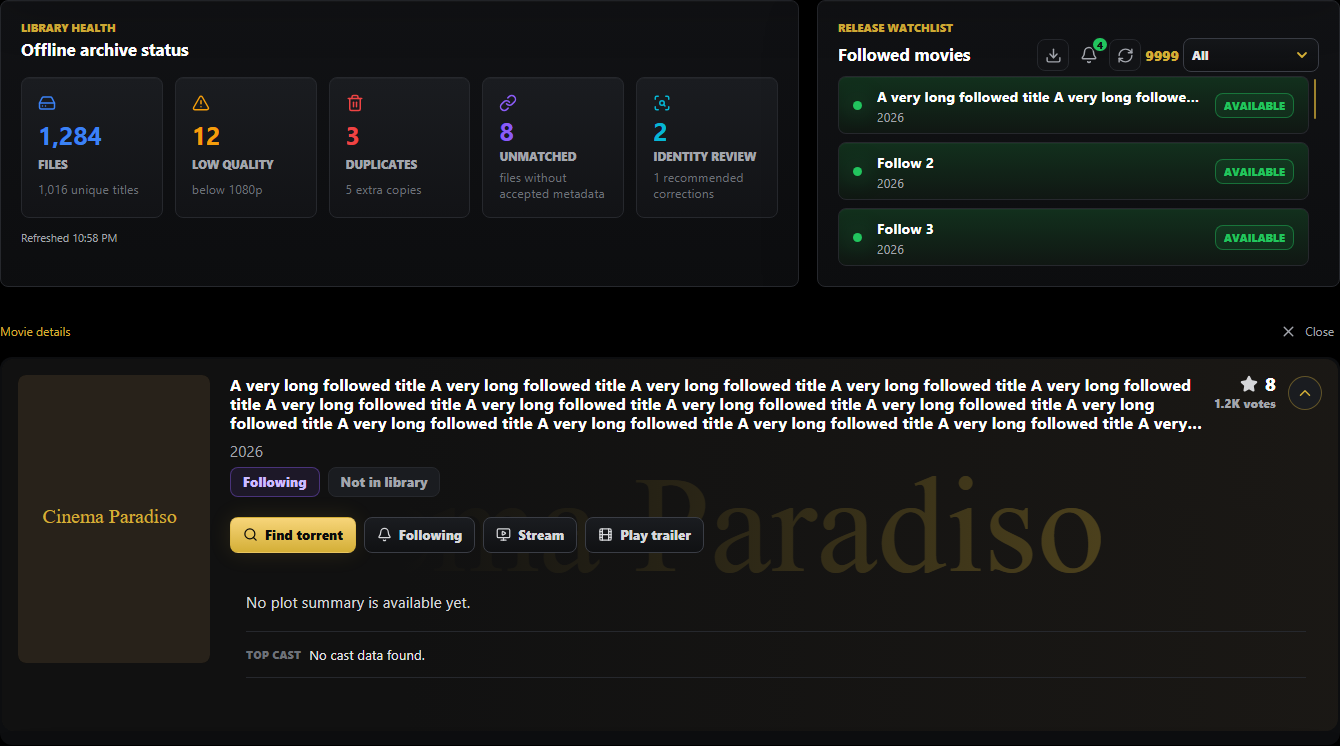 LIBRARY HEALTH
Offline archive status
1,284
FILES
1,016 unique titles
12
LOW QUALITY
below 1080p
3
DUPLICATES
5 extra copies
8
UNMATCHED
files without
accepted metadata
2
IDENTITY REVIEW
1 recommended
corrections
Refreshed 10:58 PM
RELEASE WATCHLIST
Followed movies
4
9999
All
A very long followed title A very long followe...
2026
AVAILABLE
Follow 2
2026
AVAILABLE
Follow 3
2026
AVAILABLE
Movie details
Close
Cinema Paradiso
A very long followed title A very long followed title A very long followed title A very long followed title A very long followed
title A very long followed title A very long followed title A very long followed title A very long followed title A very long
followed title A very long followed title A very long followed title A very long followed title A very long followed title A very...
8
1.2K votes
2026
Following
Not in library
ma Paradiso
Find torrent
Following
Stream
Play trailer
No plot summary is available yet.
TOP CAST No cast data found.